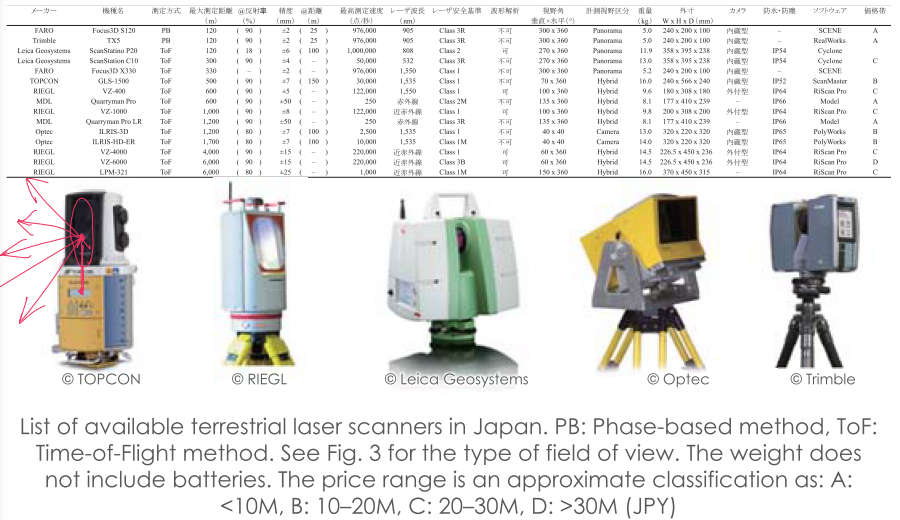 メーカー 機種名 測定方式 最大測定距離 @反射率 精度 @距離 最高測定速度 レーザ波長 レーザ安全基準 波形解析 視野角 計測視野区分 重量 外寸 カメラ 防水・防塵 ソフトウェア 価格帯
(m) (%) (mm) (m) (点/秒) (nm) 垂直×水平(°) (kg) W x H x D (mm)
FARO Focus3D S120 PB 120 ( 90 ) ±2 ( 25 ) 976,000 905 Class 3R 不可 300 x 360 Panorama 5.0 240 x 200 x 100 内蔵型 – SCENE A
Trimble TX5 PB 120 ( 90 ) ±2 ( 25 ) 976,000 905 Class 3R 不可 300 x 360 Panorama 5.0 240 x 200 x 100 内蔵型 – RealWorks A
Leica Geosystems ScanStatino P20 ToF 120 ( 18 ) ±6 ( 100 ) 1,000,000 808 Class 2 可 270 x 360 Panorama 11.9 358 x 395 x 238 内蔵型 IP54 Cyclone
Leica Geosystems ScanStation C10 ToF 300 ( 90 ) ±4 ( – ) 50,000 532 Class 3R 不可 270 x 360 Panorama 13.0 358 x 395 x 238 内蔵型 IP54 Cyclone C
FARO Focus3D X330 ToF 330 ( – ) ±2 ( – ) 976,000 1,550 Class 1 不可 300 x 360 Panorama 5.2 240 x 200 x 100 内蔵型 – SCENE
TOPCON GLS-1500 ToF 500 ( 90 ) ±7 ( 150 ) 30,000 1,535 Class 1 不可 70 x 360 Hybrid 16.0 240 x 566 x 240 内蔵型 IP52 ScanMaster B
RIEGL VZ-400 ToF 600 ( 90 ) ±5 ( – ) 122,000 1,550 Class 1 可 100 x 360 Hybrid 9.6 180 x 308 x 180 外付型 IP64 RiScan Pro C
MDL Quarryman Pro ToF 600 ( 90 ) ±50 ( – ) 250 赤外線 Class 2M 不可 135 x 360 Hybrid 8.1 177 x 410 x 239 – IP66 Model A
RIEGL VZ-1000 ToF 1,000 ( 90 ) ±8 ( – ) 122,000 近赤外線 Class 1 可 100 x 360 Hybrid 9.8 200 x 308 x 200 外付型 IP64 RiScan Pro C
MDL Quarryman Pro LR ToF 1,200 ( 90 ) ±50 ( – ) 250 赤外線 Class 3R 不可 135 x 360 Hybrid 8.1 177 x 410 x 239 – IP66 Model A
Optec ILRIS-3D ToF 1,200 ( 80 ) ±7 ( 100 ) 2,500 1,535 Class 1 不可 40 x 40 Camera 13.0 320 x 220 x 320 内蔵型 IP65 PolyWorks B
Optec ILRIS-HD-ER ToF 1,700 ( 80 ) ±7 ( 100 ) 10,000 1,535 Class 1M 不可 40 x 40 Camera 14.0 320 x 220 x 320 内蔵型 IP65 PolyWorks B
RIEGL VZ-4000 ToF 4,000 ( 90 ) ±15 ( – ) 220,000 近赤外線 Class 1 可 60 x 360 Hybrid 14.5 226.5 x 450 x 236 内蔵型 IP64 RiScan Pro C
RIEGL VZ-6000 ToF 6,000 ( 90 ) ±15 ( – ) 220,000 近赤外線 Class 3B 可 60 x 360 Hybrid 14.5 226.5 x 450 x 236 外付型 IP64 RiScan Pro D
RIEGL LPM-321 ToF 6,000 ( 80 ) ±25 ( – ) 1,000 近赤外線 Class 1M 可 150 x 360 Hybrid 16.0 370 x 450 x 315 – IP64 RiScan Pro C
© TOPCON © RIEGL © Leica Geosystems © Optec © Trimble
List of available terrestrial laser scanners in Japan. PB: Phase-based method, ToF:
Time-of-Flight method. See Fig. 3 for the type of field of view. The weight does
not include batteries. The price range is an approximate classification as: A:
<10M, B: 10–20M, C: 20–30M, D: >30M (JPY)